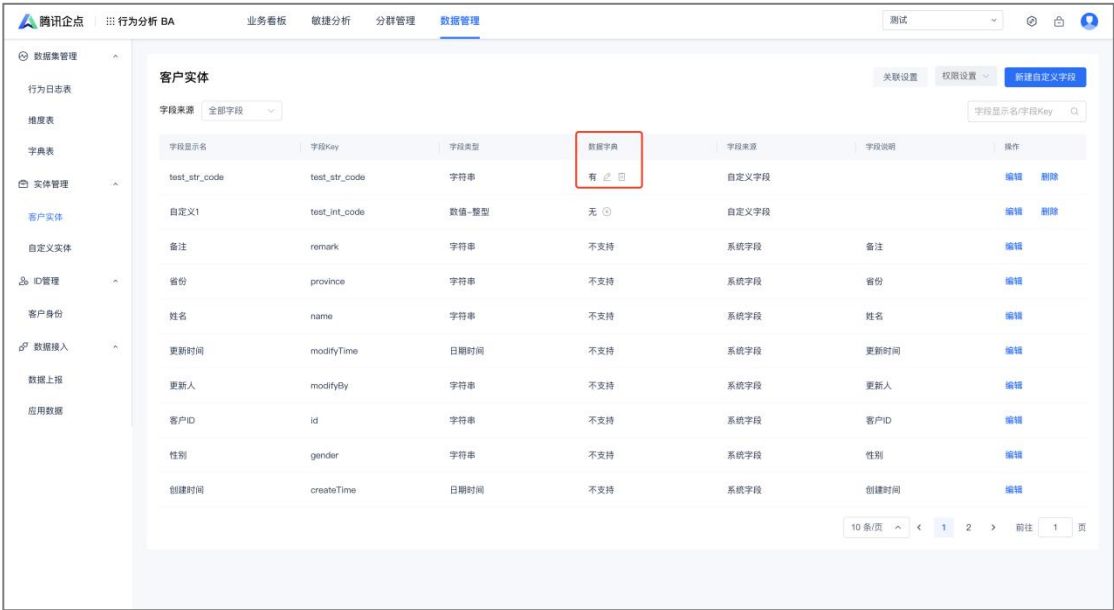 腾讯企点 行为分析 BA 业务看板 敏捷分析 分群管理 数据管理 测试
数据集管理
行为日志表
维度表
字典表
实体管理
客户实体
自定义实体
ID管理
客户身份
数据接入
数据上报
应用数据
客户实体 关联设置 权限设置 新建自定义字段
字段来源 全部字段 字段显示名/字段Key
字段显示名 字段Key 字段类型 数据字典 字段来源 字段说明 操作
test_str_code test_str_code 字符串 有 自定义字段 编辑 删除
自定义1 test_int_code 数值-整型 无 自定义字段 编辑 删除
备注 remark 字符串 不支持 系统字段 备注 编辑
省份 province 字符串 不支持 系统字段 省份 编辑
姓名 name 字符串 不支持 系统字段 姓名 编辑
更新时间 modifyTime 日期时间 不支持 系统字段 更新时间 编辑
更新人 modifyBy 字符串 不支持 系统字段 更新人 编辑
客户ID id 字符串 不支持 系统字段 客户ID 编辑
性别 gender 字符串 不支持 系统字段 性别 编辑
创建时间 createTime 日期时间 不支持 系统字段 创建时间 编辑
10 条/页 1 2 前往 1 页